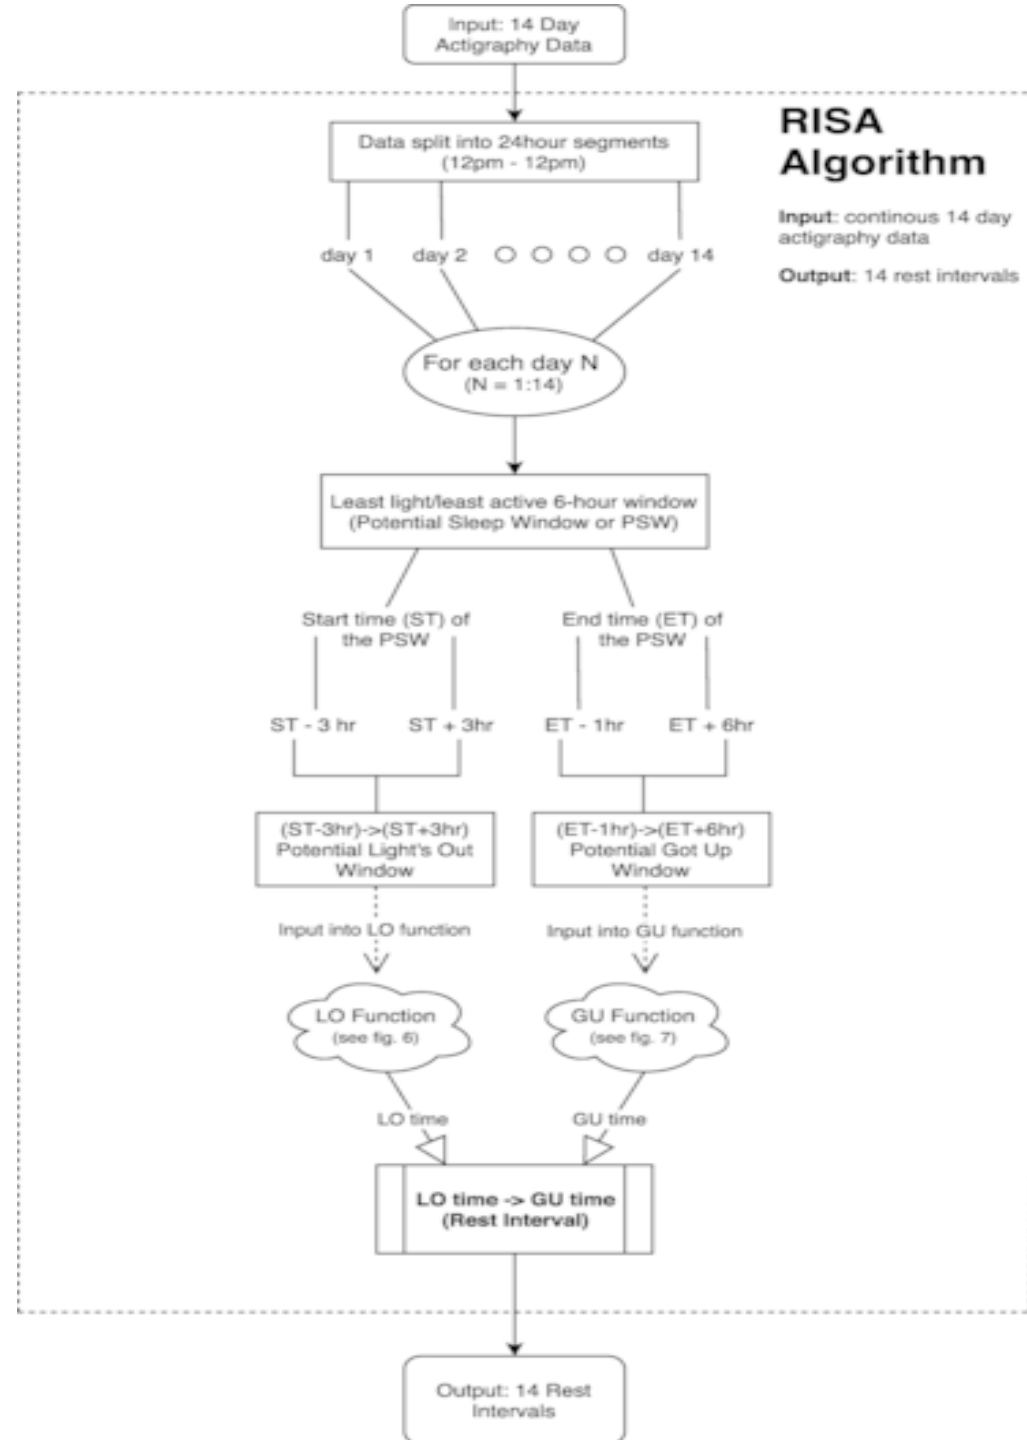 Input: 14 Day
Actigraphy Data
RISA
Algorithm
Input: continous 14 day
actigraphy data
Output: 14 rest intervals
Data split into 24hour segments
(12pm - 12pm)
day 1
day 2
day 14
For each day N
(N = 1:14)
Least light/least active 6-hour window
(Potential Sleep Window or PSW)
Start time (ST) of
the PSW
End time (ET) of
the PSW
ST - 3 hr
ST + 3hr
ET - 1hr
ET + 6hr
(ST-3hr)->(ST+3hr)
Potential Light's Out
Window
(ET-1hr)->(ET+6hr)
Potential Got Up
Window
Input into LO function
Input into GU function
LO Function
(see fig. 6)
GU Function
(see fig. 7)
LO time
GU time
LO time -> GU time
(Rest Interval)
Output: 14 Rest
Intervals